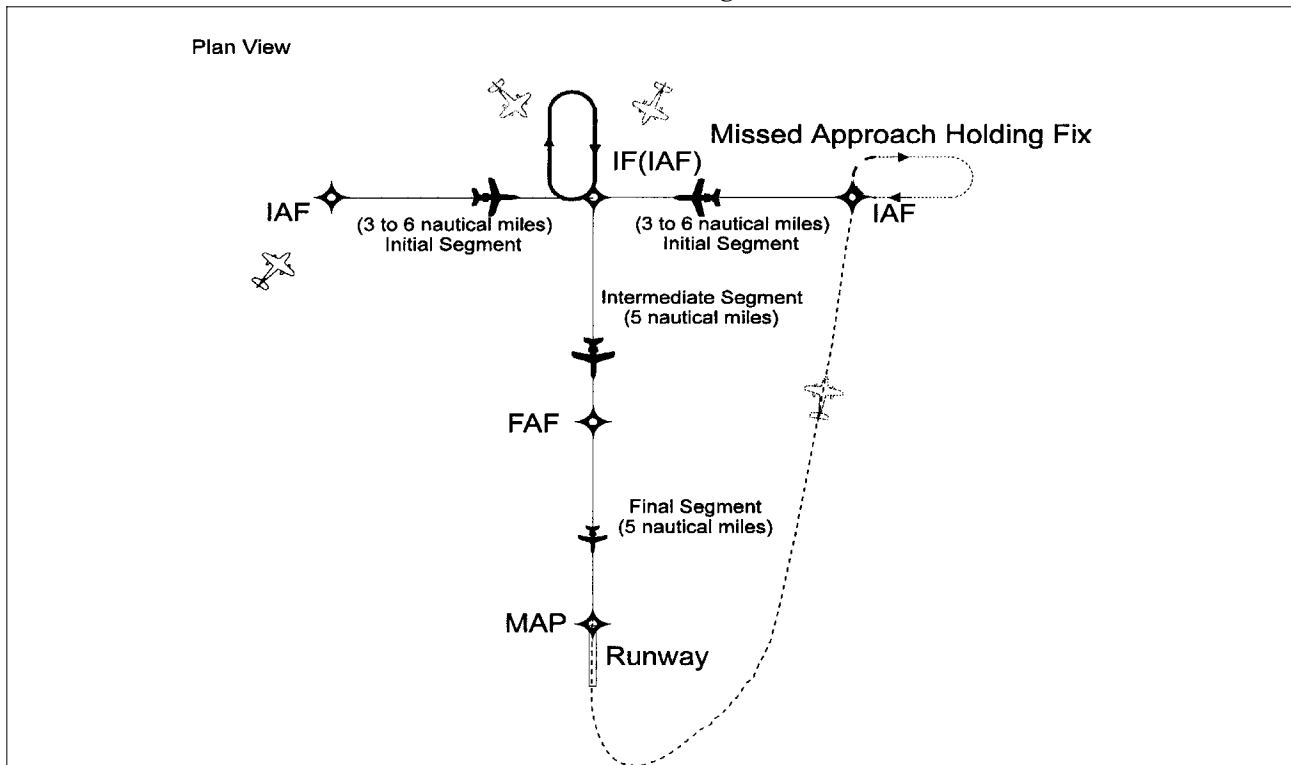 Plan View
IF(IAF)
Missed Approach Holding Fix
IAF
(3 to 6 nautical miles)
Initial Segment
(3 to 6 nautical miles)
Initial Segment
IAF
Intermediate Segment
(5 nautical miles)
FAF
Final Segment
(5 nautical miles)
MAP
Runway